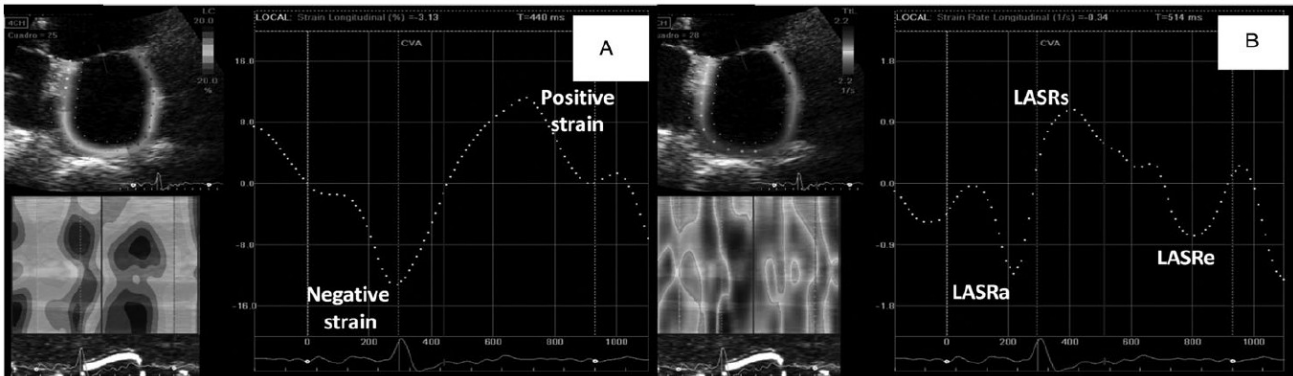 4CH
LC
20.0
Cuadro = 25
20.0
%
LOCAL: Strain Longitudinal (%) =-3.13
T=440 ms
CVA
A
16.0
8.0
0.0
-8.0
-16.0
Positive
strain
Negative
strain
0
200
400
600
800
1000
4CH
2.2
Cuadro = 28
2.2
1/s
LOCAL: Strain Rate Longitudinal (1/s) =-0.34
T=514 ms
CVA
B
1.8
0.9
0.0
-0.9
-1.8
LASRs
LASRa
LASRe
0
200
400
600
800
1000